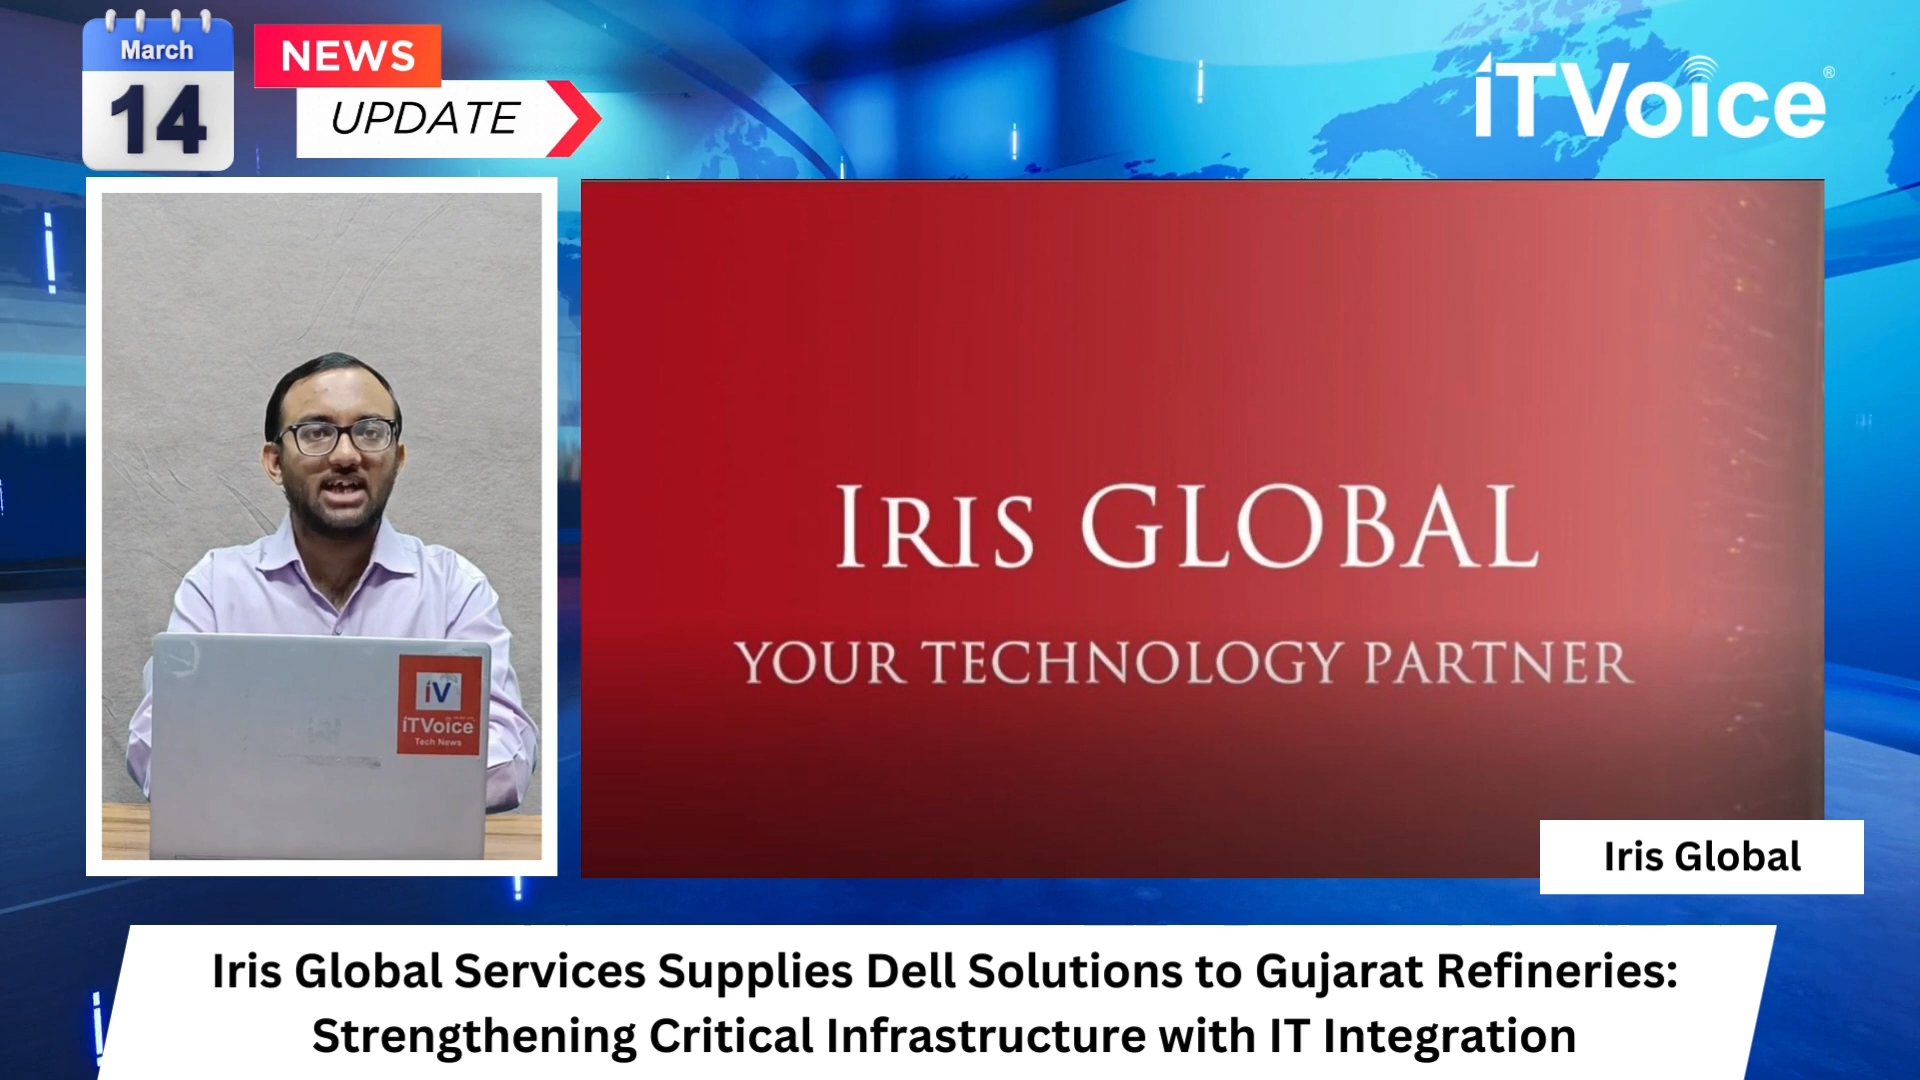 March
14
NEWS
UPDATE
iTVoice®
iV
iTVoice
Tech News
IRIS GLOBAL
YOUR TECHNOLOGY PARTNER
Iris Global
Iris Global Services Supplies Dell Solutions to Gujarat Refineries:
Strengthening Critical Infrastructure with IT Integration